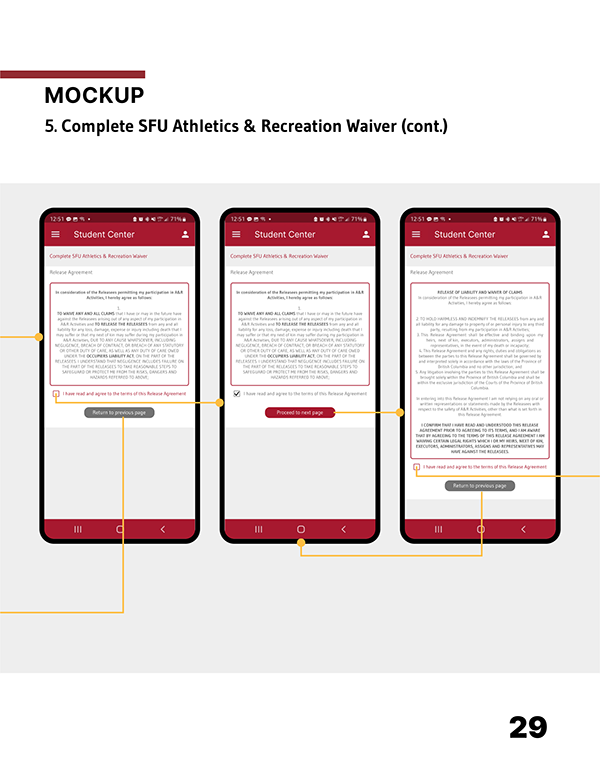 MOCKUP
5. Complete SFU Athletics & Recreation Waiver (cont.)
12:51
71%
Student Center
Complete SFU Athletics & Recreation Waiver
Release Agreement
In consideration of the Releasees permitting my participation in A&R
Activities, I hereby agree as follows:
1.
TO WAIVE ANY AND ALL CLAIMS that I have or may in the future have
against the Releasees arising out of any aspect of my participation in
A&R Activities and TO RELEASE THE RELEASEES from any and all
liability for any loss, damage, expense or injury including death that I
may suffer or that my next of kin may suffer during my participation in
A&R Activities, DUE TO ANY CAUSE WHATSOEVER, INCLUDING
NEGLIGENCE, BREACH OF CONTRACT, OR BREACH OF ANY STATUTORY
OR OTHER DUTY OF CARE, AS WELL AS ANY DUTY OF CARE OWED
UNDER THE OCCUPIERS LIABILITY ACT, ON THE PART OF THE
RELEASEES. I UNDERSTAND THAT NEGLIGENCE INCLUDES FAILURE ON
THE PART OF THE RELEASEES TO TAKE REASONABLE STEPS TO
SAFEGUARD OR PROTECT ME FROM THE RISKS, DANGERS AND
HAZARDS REFERRED TO ABOVE;
I have read and agree to the terms of this Release Agreement
Return to previous page
12:51
71%
Student Center
Complete SFU Athletics & Recreation Waiver
Release Agreement
In consideration of the Releasees permitting my participation in A&R
Activities, I hereby agree as follows:
1.
TO WAIVE ANY AND ALL CLAIMS that I have or may in the future have
against the Releasees arising out of any aspect of my participation in
A&R Activities and TO RELEASE THE RELEASEES from any and all
liability for any loss, damage, expense or injury including death that I
may suffer or that my next of kin may suffer during my participation in
A&R Activities, DUE TO ANY CAUSE WHATSOEVER, INCLUDING
NEGLIGENCE, BREACH OF CONTRACT, OR BREACH OF ANY STATUTORY
OR OTHER DUTY OF CARE, AS WELL AS ANY DUTY OF CARE OWED
UNDER THE OCCUPIERS LIABILITY ACT, ON THE PART OF THE
RELEASEES. I UNDERSTAND THAT NEGLIGENCE INCLUDES FAILURE ON
THE PART OF THE RELEASEES TO TAKE REASONABLE STEPS TO
SAFEGUARD OR PROTECT ME FROM THE RISKS, DANGERS AND
HAZARDS REFERRED TO ABOVE;
I have read and agree to the terms of this Release Agreement
Proceed to next page
12:51
71%
Student Center
Complete SFU Athletics & Recreation Waiver
Release Agreement
RELEASE OF LIABILITY AND WAIVER OF CLAIMS
In consideration of the Releasees permitting my participation in A&R
Activities, I hereby agree as follows:
2. TO HOLD HARMLESS AND INDEMNIFY THE RELEASEES from any and
all liability for any damage to property of or personal injury to any third
party, resulting from my participation in A&R Activities;
3. This Release Agreement shall be effective and binding upon my
heirs, next of kin, executors, administrators, assigns and
representatives, in the event of my death or incapacity;
4. This Release Agreement and any rights, duties and obligations as
between the parties to this Release Agreement shall be governed by
and interpreted solely in accordance with the laws of the Province of
British Columbia and no other jurisdiction; and
5. Any litigation involving the parties to this Release Agreement shall be
brought solely within the Province of British Columbia and shall be
within the exclusive jurisdiction of the Courts of the Province of British
Columbia.
In entering into this Release Agreement I am not relying on any oral or
written representations or statements made by the Releasees with
respect to the safety of A&R Activities, other than what is set forth in
this Release Agreement.
I CONFIRM THAT I HAVE READ AND UNDERSTOOD THIS RELEASE
AGREEMENT PRIOR TO AGREEING TO ITS TERMS, AND I AM AWARE
THAT BY AGREEING TO THE TERMS OF THIS RELEASE AGREEMENT I AM
WAIVING CERTAIN LEGAL RIGHTS WHICH I OR MY HEIRS, NEXT OF KIN,
EXECUTORS, ADMINISTRATORS, ASSIGNS AND REPRESENTATIVES MAY
HAVE AGAINST THE RELEASEES.
I have read and agree to the terms of this Release Agreement
Return to previous page
29